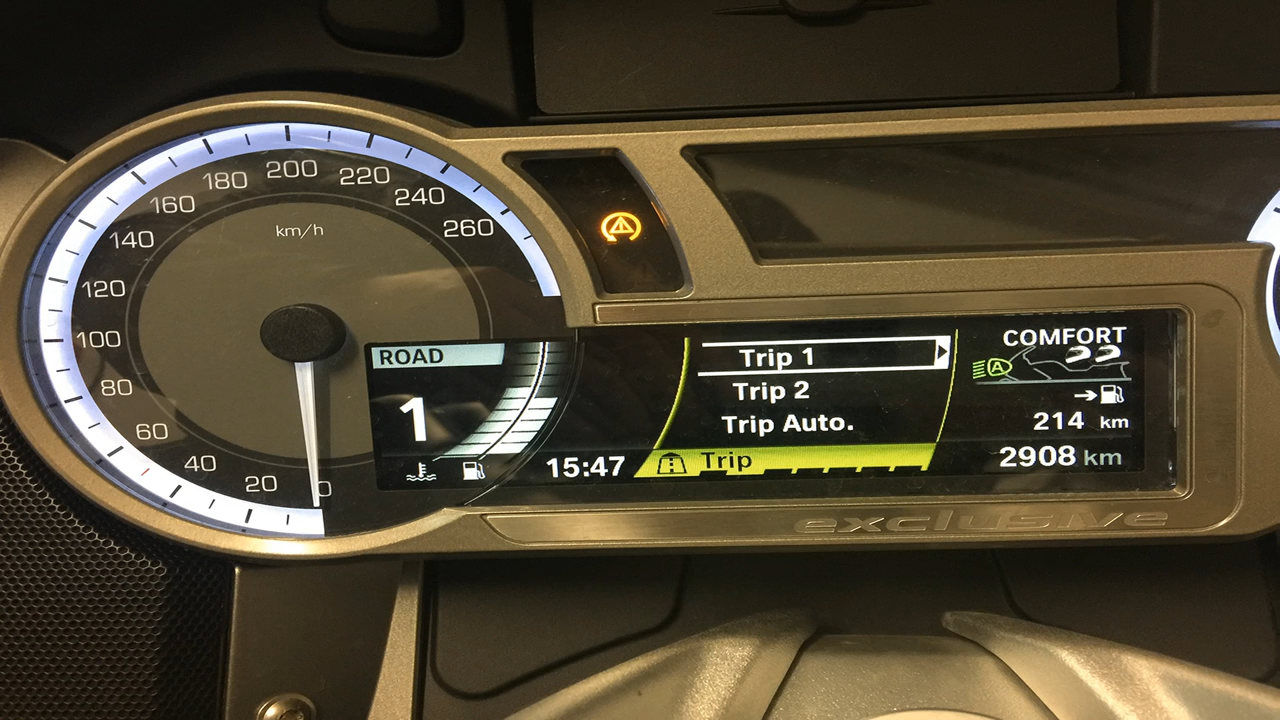 200
180
220
160
240
140
260
km/h
120
100
80
60
40
20
0
ROAD
1
15:47
Trip 1
Trip 2
Trip Auto.
Trip
COMFORT
A
214 km
2908 km
exclusive